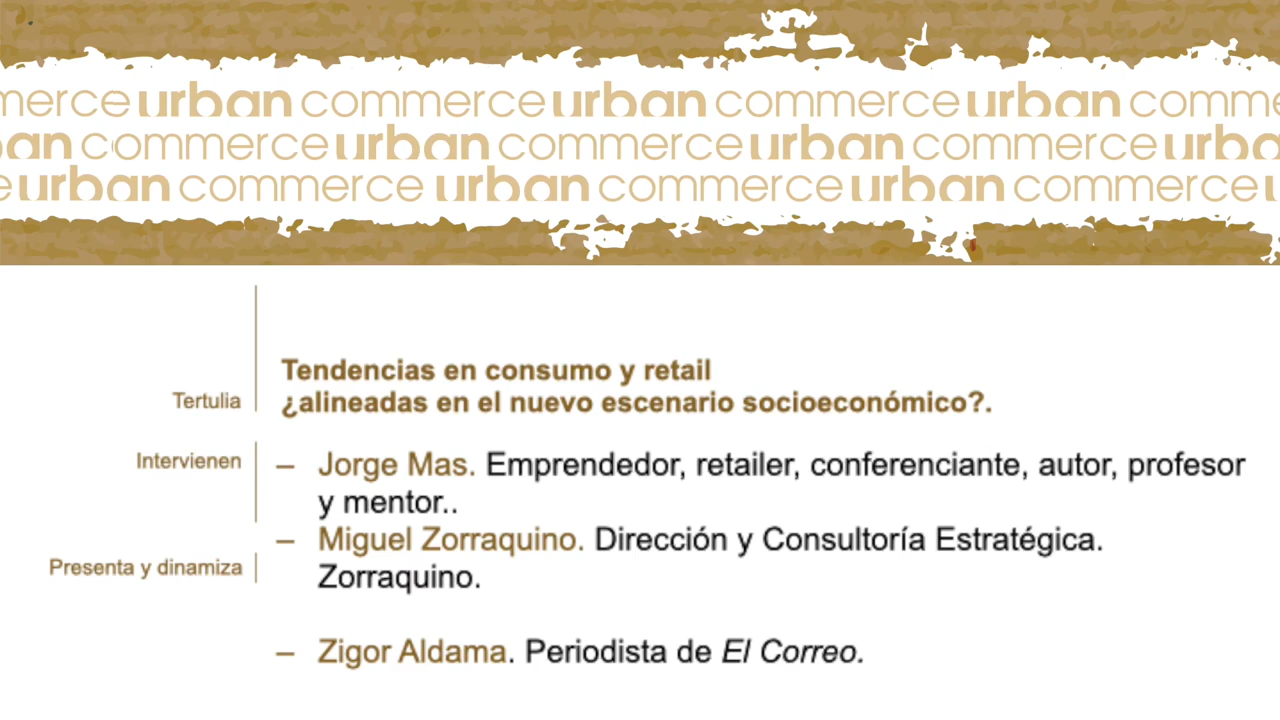 merce urban commerce urban commerce urban comme
an commerce urban commerce urban commerce urba
e urban commerce urban commerce urban commerce u
Tendencias en consumo y retail
Tertulia
¿alineadas en el nuevo escenario socioeconómico?.
Intervienen
– Jorge Mas. Emprendedor, retailer, conferenciante, autor, profesor
y mentor..
– Miguel Zorraquino. Dirección y Consultoría Estratégica.
Presenta y dinamiza
Zorraquino.
– Zigor Aldama. Periodista de El Correo.